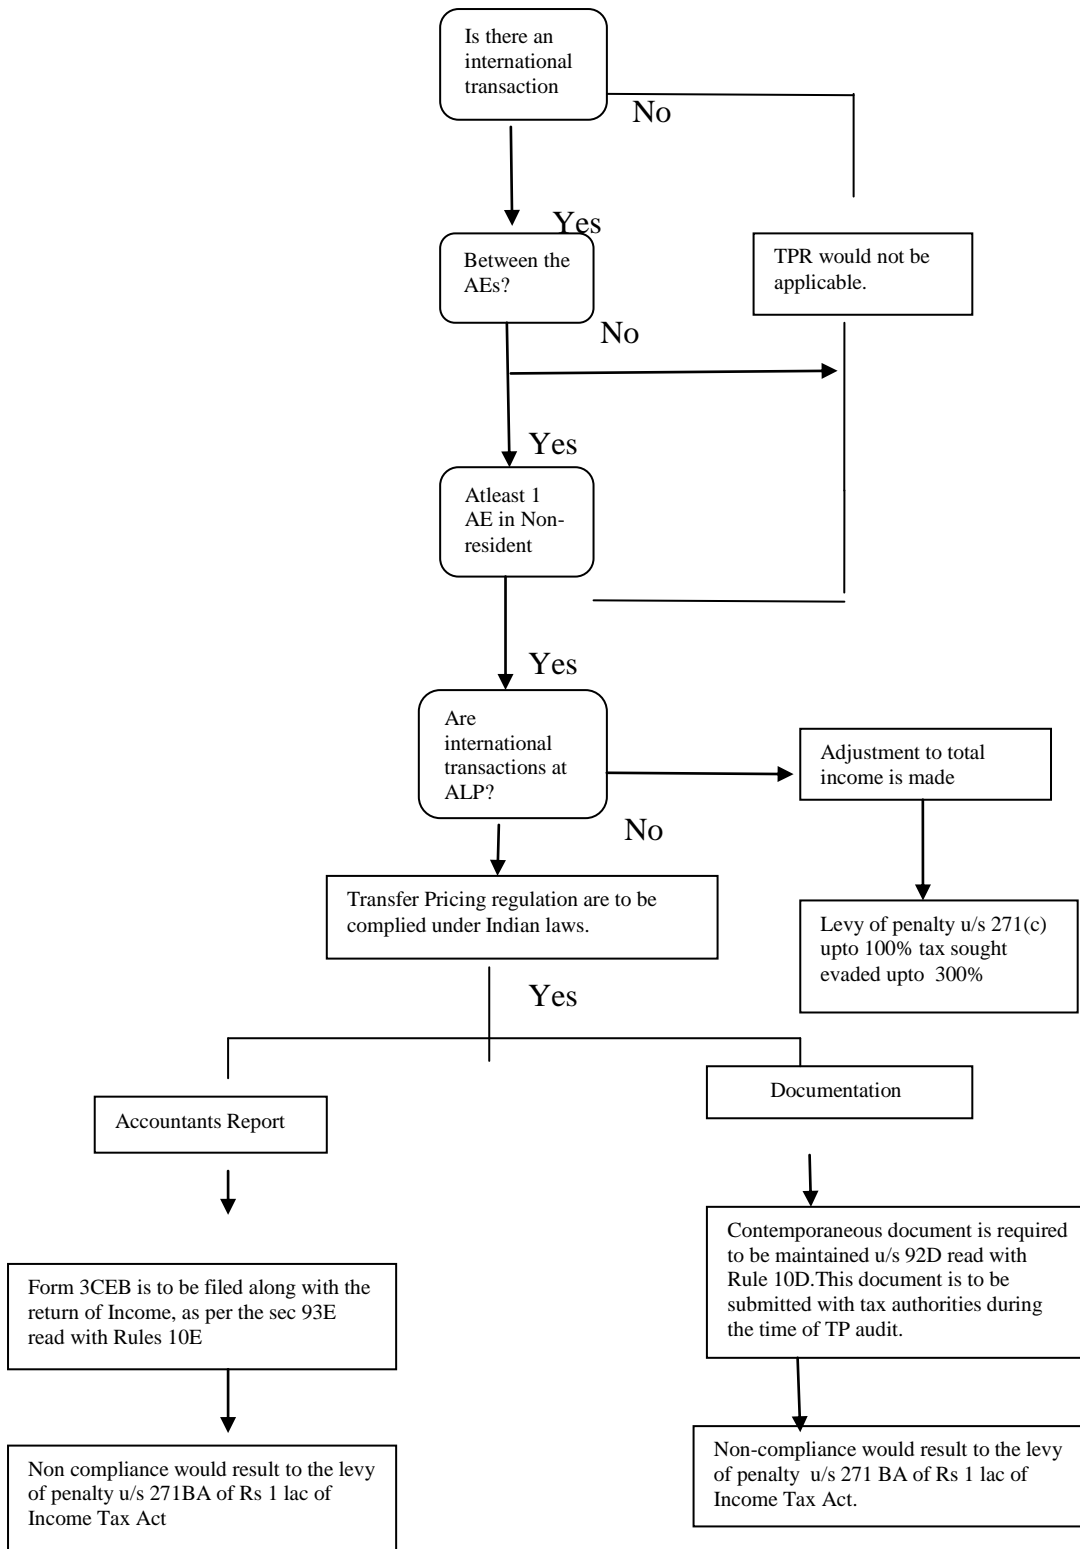 Is there an
international
transaction
No
Yes
Between the
AEs?
TPR would not be
applicable.
No
Yes
Atleast 1
AE in Non-
resident
Yes
Are
international
transactions at
ALP?
Adjustment to total
income is made
No
Transfer Pricing regulation are to be
complied under Indian laws.
Levy of penalty u/s 271(c)
upto 100% tax sought
evaded upto 300%
Yes
Accountants Report
Documentation
Form 3CEB is to be filed along with the
return of Income, as per the sec 93E
read with Rules 10E
Contemporaneous document is required
to be maintained u/s 92D read with
Rule 10D.This document is to be
submitted with tax authorities during
the time of TP audit.
Non compliance would result to the levy
of penalty u/s 271BA of Rs 1 lac of
Income Tax Act
Non-compliance would result to the levy
of penalty u/s 271 BA of Rs 1 lac of
Income Tax Act.